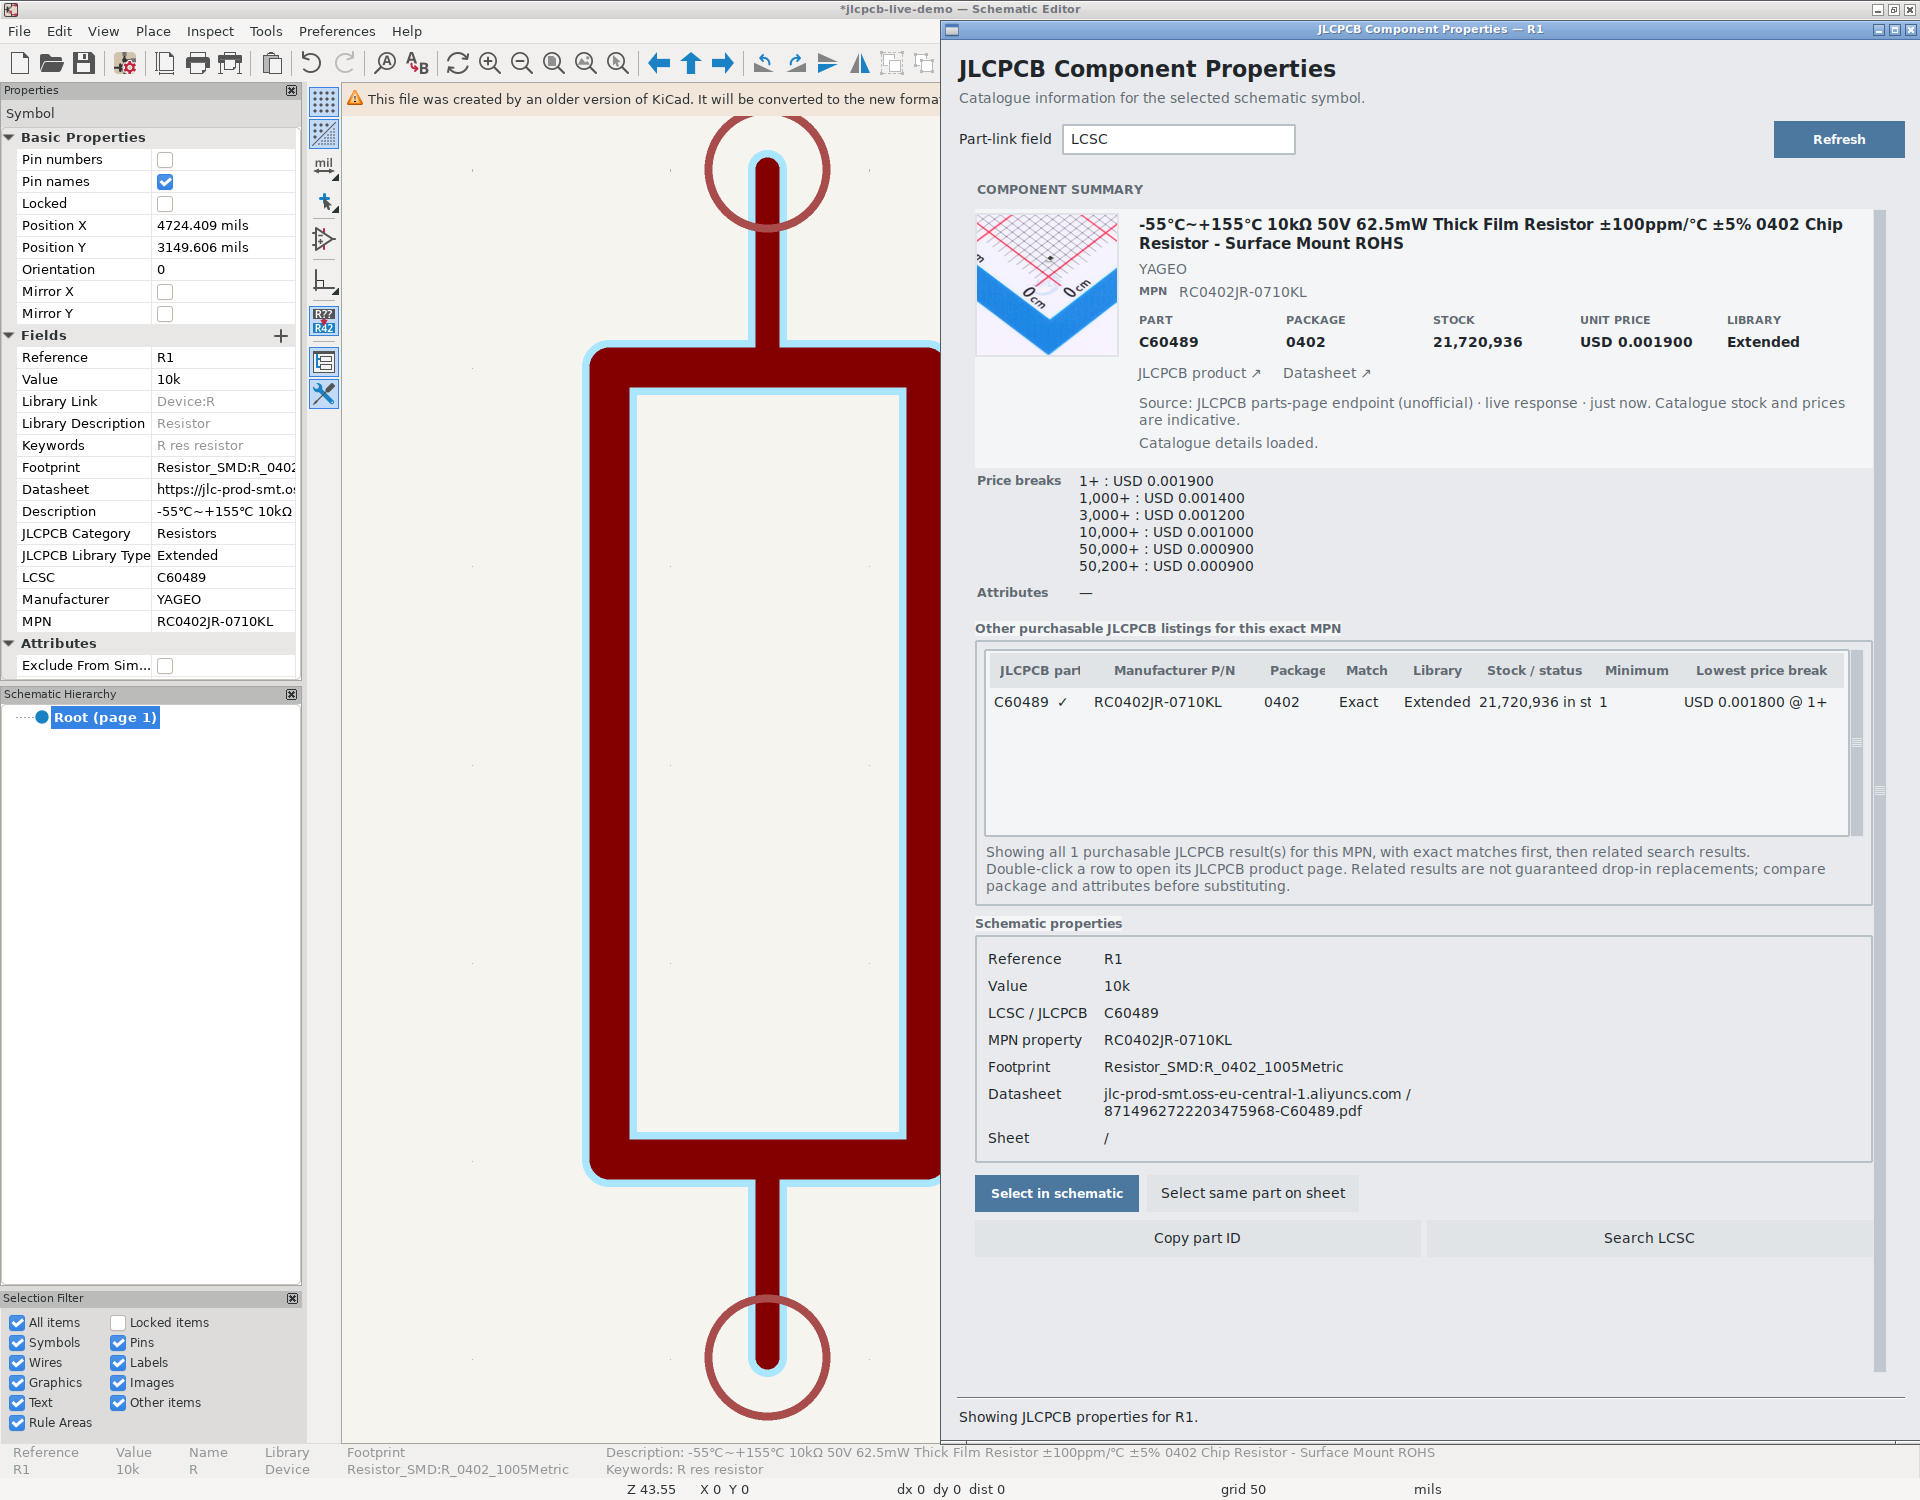 *jlcpcb-live-demo — Schematic Editor
File Edit View Place Inspect Tools Preferences Help
Properties
Symbol
Basic Properties
Pin numbers
Pin names
Locked
Position X 4724.409 mils
Position Y 3149.606 mils
Orientation 0
Mirror X
Mirror Y
Fields
Reference R1
Value 10k
Library Link Device:R
Library Description Resistor
Keywords R res resistor
Footprint Resistor_SMD:R_0402
Datasheet https://jlc-prod-smt.os
Description -55℃~+155℃ 10kΩ
JLCPCB Category Resistors
JLCPCB Library Type Extended
LCSC C60489
Manufacturer YAGEO
MPN RC0402JR-0710KL
Attributes
Exclude From Sim...
Schematic Hierarchy
Root (page 1)
Selection Filter
All items Locked items
Symbols Pins
Wires Labels
Graphics Images
Text Other items
Rule Areas
mil
R??
R42
This file was created by an older version of KiCad. It will be converted to the new forma
JLCPCB Component Properties — R1
JLCPCB Component Properties
Catalogue information for the selected schematic symbol.
Part-link field LCSC Refresh
COMPONENT SUMMARY
0cm 0cm
-55℃~+155℃ 10kΩ 50V 62.5mW Thick Film Resistor ±100ppm/℃ ±5% 0402 Chip
Resistor - Surface Mount ROHS
YAGEO
MPN RC0402JR-0710KL
PART PACKAGE STOCK UNIT PRICE LIBRARY
C60489 0402 21,720,936 USD 0.001900 Extended
JLCPCB product ↗ Datasheet ↗
Source: JLCPCB parts-page endpoint (unofficial) · live response · just now. Catalogue stock and prices
are indicative.
Catalogue details loaded.
Price breaks 1+ : USD 0.001900
1,000+ : USD 0.001400
3,000+ : USD 0.001200
10,000+ : USD 0.001000
50,000+ : USD 0.000900
50,200+ : USD 0.000900
Attributes —
Other purchasable JLCPCB listings for this exact MPN
JLCPCB part Manufacturer P/N Package Match Library Stock / status Minimum Lowest price break
C60489 ✓ RC0402JR-0710KL 0402 Exact Extended 21,720,936 in st 1 USD 0.001800 @ 1+
Showing all 1 purchasable JLCPCB result(s) for this MPN, with exact matches first, then related search results.
Double-click a row to open its JLCPCB product page. Related results are not guaranteed drop-in replacements; compare
package and attributes before substituting.
Schematic properties
Reference R1
Value 10k
LCSC / JLCPCB C60489
MPN property RC0402JR-0710KL
Footprint Resistor_SMD:R_0402_1005Metric
Datasheet jlc-prod-smt.oss-eu-central-1.aliyuncs.com /
8714962722203475968-C60489.pdf
Sheet /
Select in schematic Select same part on sheet
Copy part ID Search LCSC
Showing JLCPCB properties for R1.
Reference Value Name Library Footprint Description: -55℃~+155℃ 10kΩ 50V 62.5mW Thick Film Resistor ±100ppm/℃ ±5% 0402 Chip Resistor - Surface Mount ROHS
R1 10k R Device Resistor_SMD:R_0402_1005Metric Keywords: R res resistor
Z 43.55 X 0 Y 0 dx 0 dy 0 dist 0 grid 50 mils